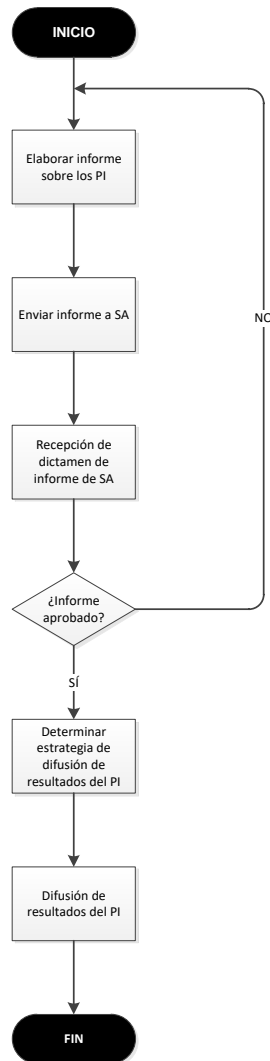 INICIO
Elaborar informe
sobre los PI
Enviar informe a SA
NO
Recepción de
dictamen de
informe de SA
¿Informe
aprobado?
SÍ
Determinar
estrategia de
difusión de
resultados del PI
Difusión de
resultados del PI
FIN